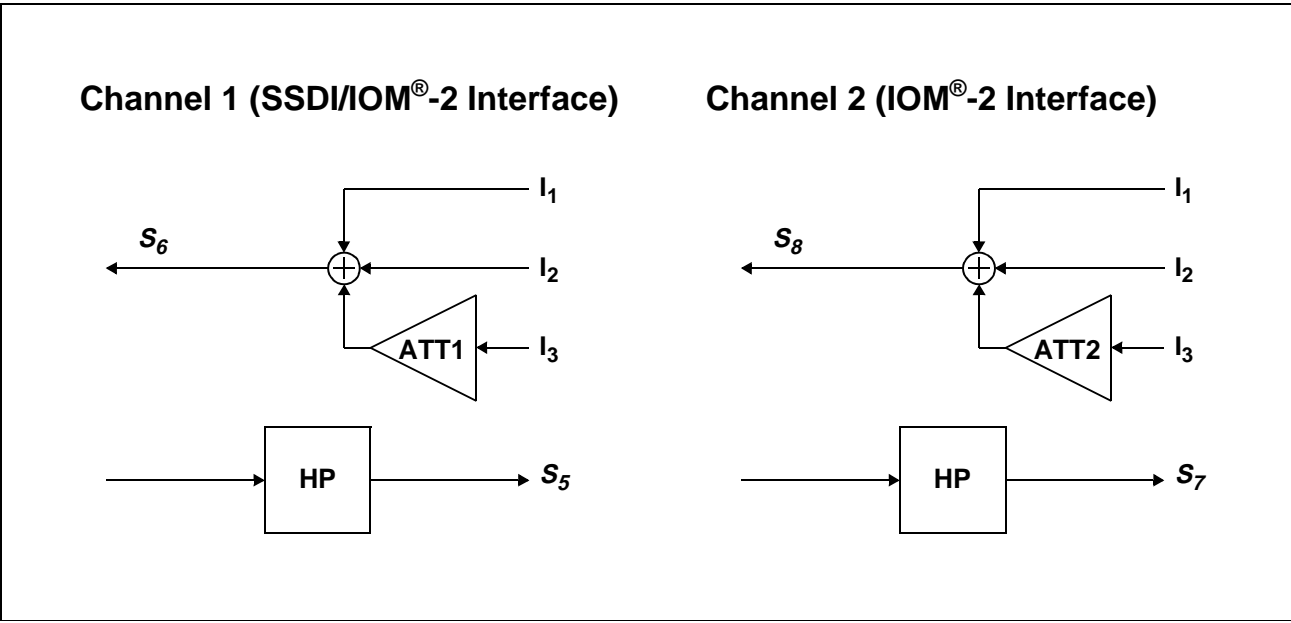 Channel 1 (SSDI/IOM®-2 Interface)
I1
S6
I2
ATT1
I3
HP
S5
Channel 2 (IOM®-2 Interface)
I1
S8
I2
ATT2
I3
HP
S7